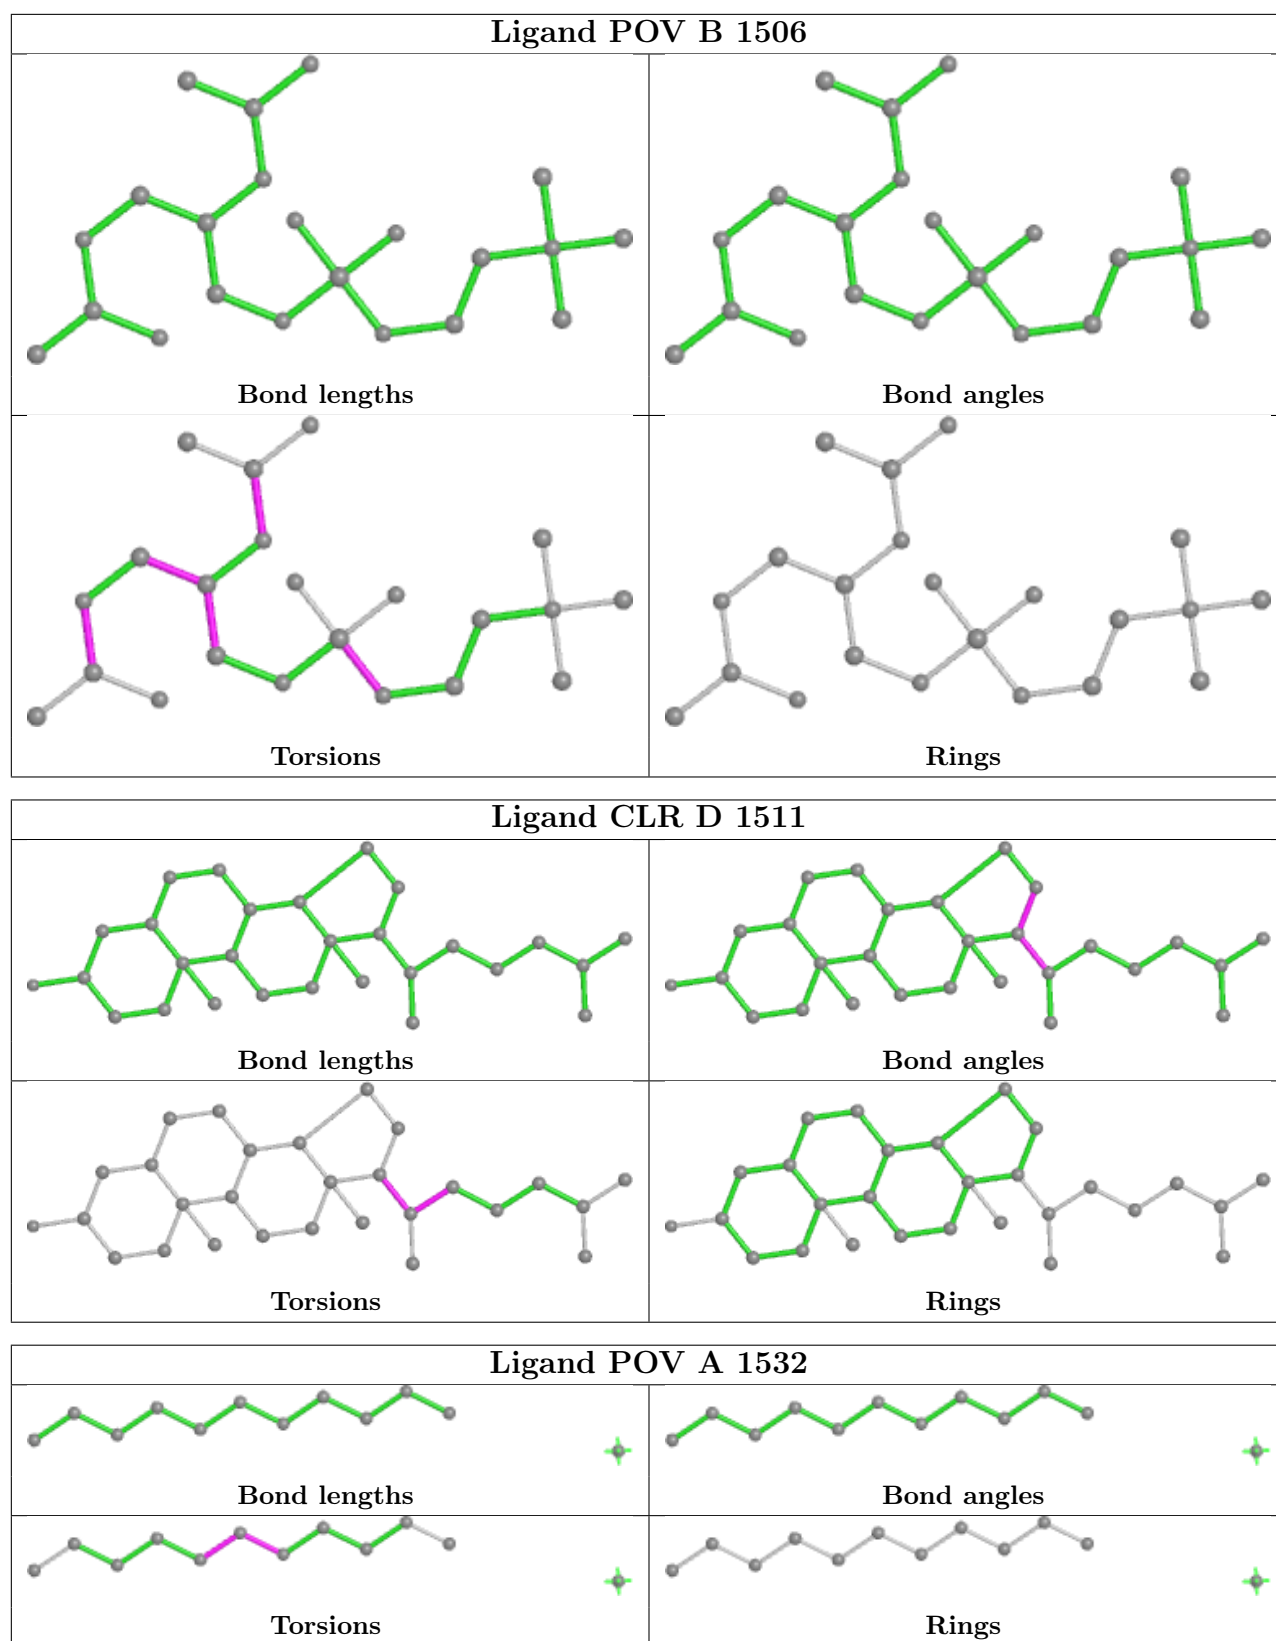 Ligand POV B 1506
Bond lengths
Bond angles
Torsions
Rings
Ligand CLR D 1511
Bond lengths
Bond angles
Torsions
Rings
Ligand POV A 1532
Bond lengths
Bond angles
Torsions
Rings